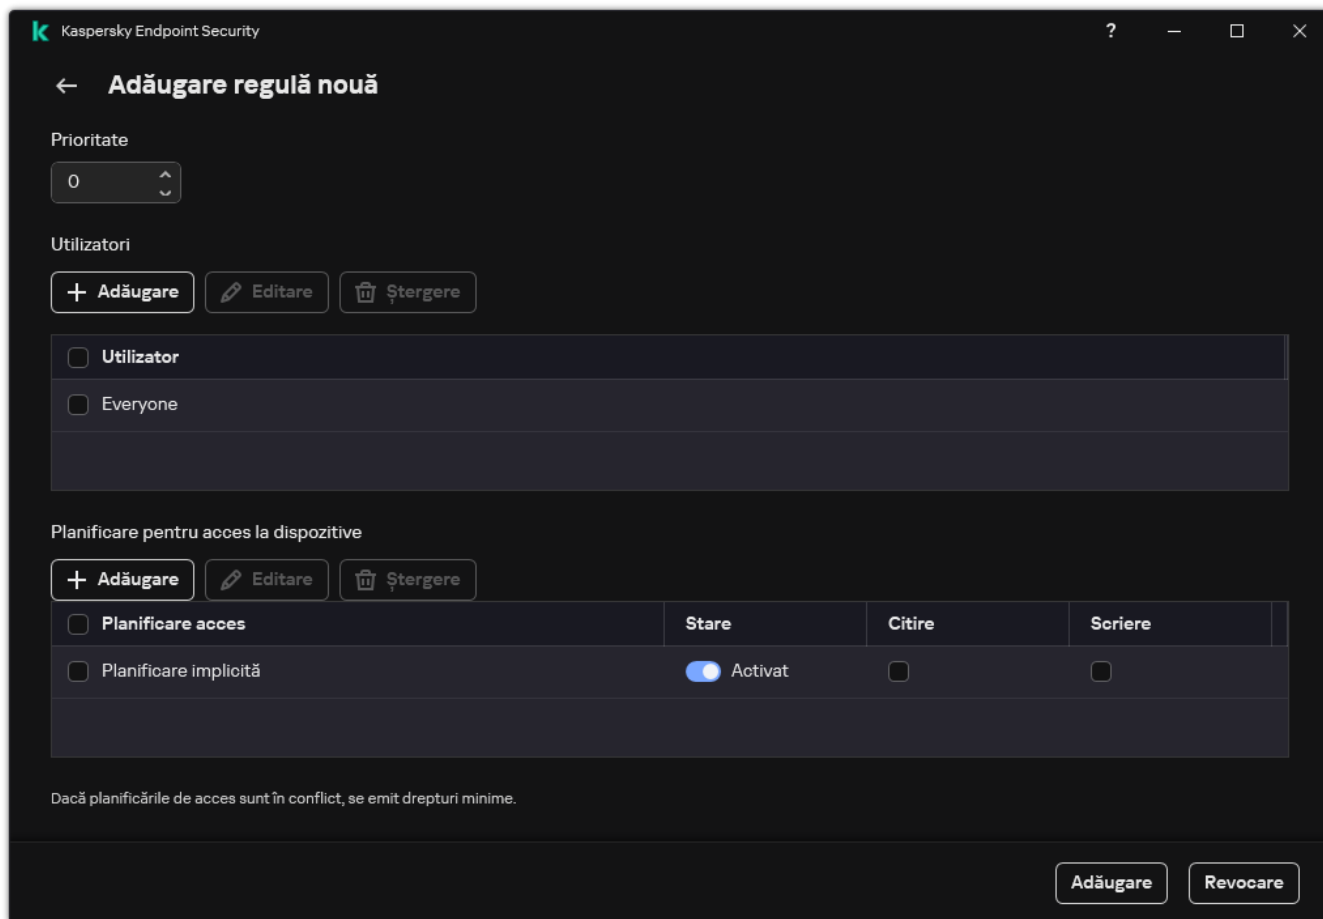 Kaspersky Endpoint Security ?
Adăugare regulă nouă
Prioritate
0
Utilizatori
Adăugare Editare Ștergere
Utilizator
Everyone
Planificare pentru acces la dispozitive
Adăugare Editare Ștergere
Planificare acces Stare Citire Scriere
Planificare implicită Activat
Dacă planificările de acces sunt în conflict, se emit drepturi minime.
Adăugare Revocare